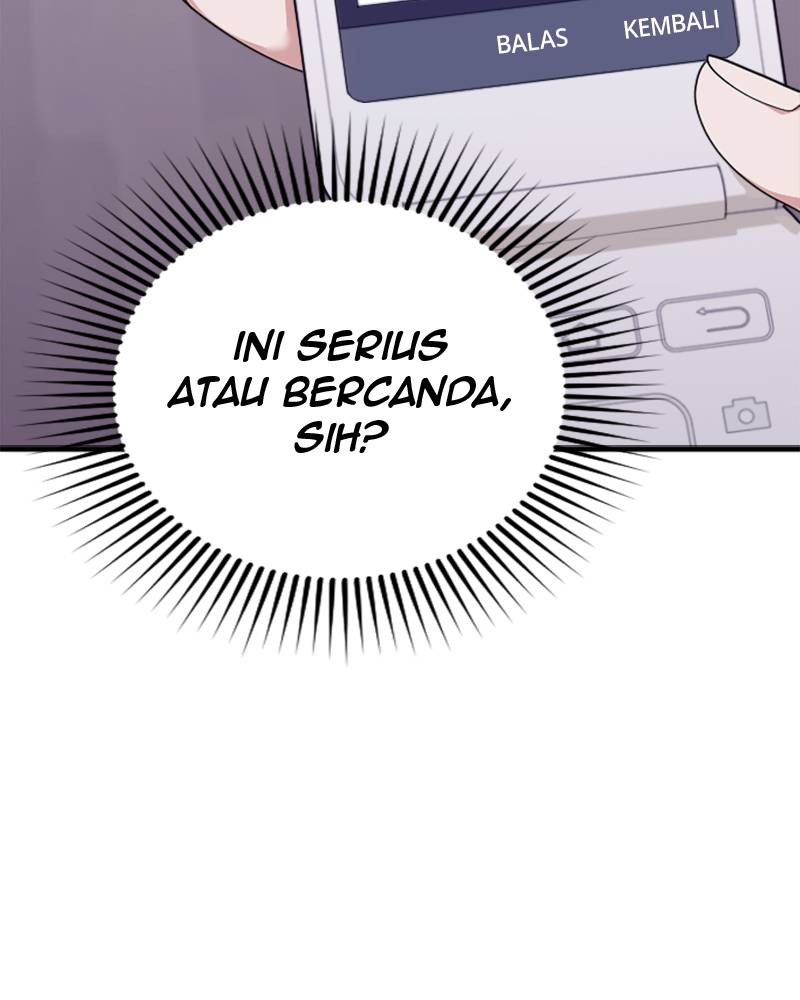 BALAS
KEMBALI
INI SERIUS
ATAU BERCANDA,
SIH?